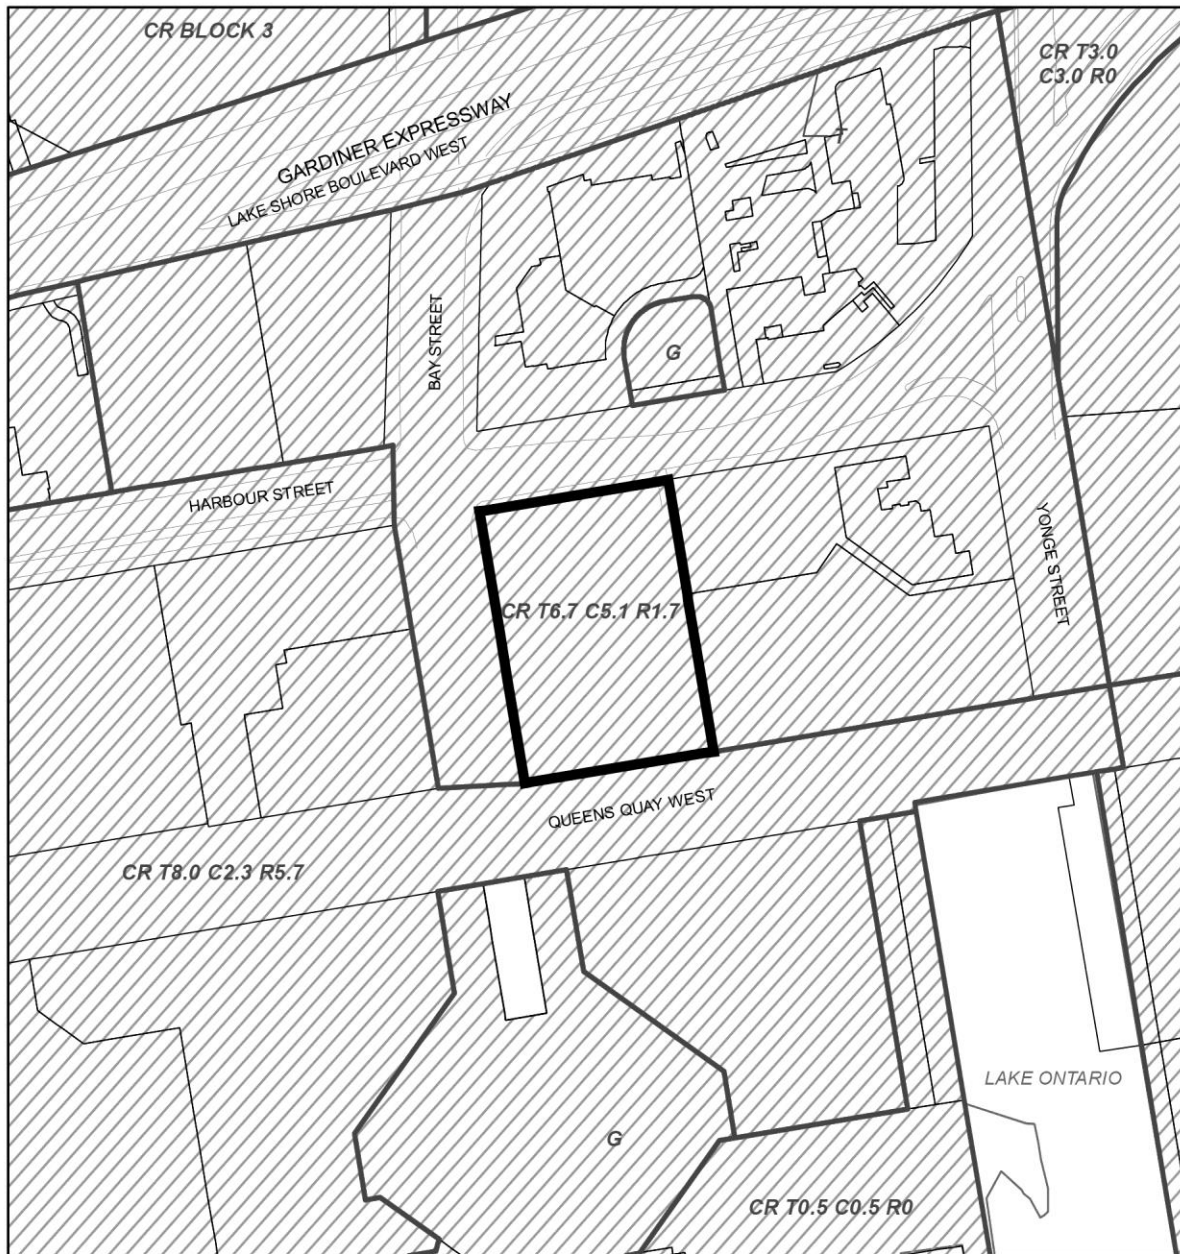 CR BLOCK 3
CR T3.0
C3.0 R0
GARDINER EXPRESSWAY
LAKE SHORE BOULEVARD WEST
T
BAY STREET
G
HARBOUR STREET
YONGE STREET
CR T6.7 C5.1 R1.7
QUEENS QUAY WEST
CR T8.0 C2.3 R5.7
LAKE ONTARIO
G
CR T0.5 C0.5 R0